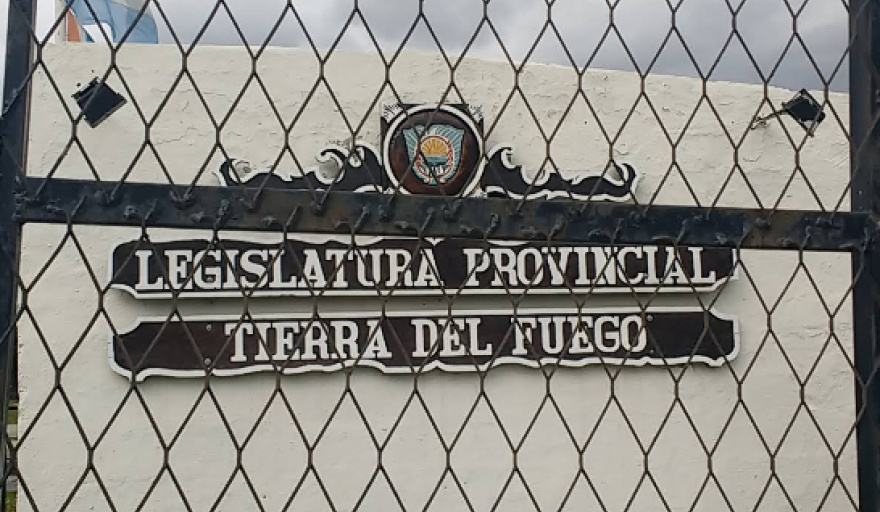 LEGISLATURA PROVINCIAL
TIERRA DEL FUEGO